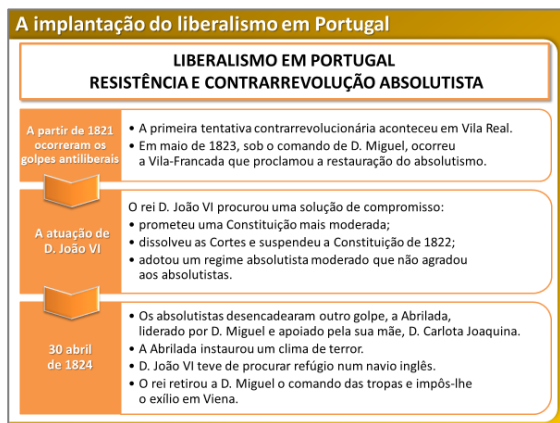 A implantação do liberalismo em Portugal
LIBERALISMO EM PORTUGAL
RESISTÊNCIA E CONTRARREVOLUÇÃO ABSOLUTISTA
A partir de 1821
ocorreram os
golpes antiliberais
• A primeira tentativa contrarrevolucionária aconteceu em Vila Real.
• Em maio de 1823, sob o comando de D. Miguel, ocorreu
a Vila-Francada que proclamou a restauração do absolutismo.
A atuação de
D. João VI
O rei D. João VI procurou uma solução de compromisso:
• prometeu uma Constituição mais moderada;
• dissolveu as Cortes e suspendeu a Constituição de 1822;
• adotou um regime absolutista moderado que não agradou
aos absolutistas.
30 abril
de 1824
• Os absolutistas desencadearam outro golpe, a Abrilada,
liderado por D. Miguel e apoiado pela sua mãe, D. Carlota Joaquina.
• A Abrilada instaurou um clima de terror.
• D. João VI teve de procurar refúgio num navio inglês.
• O rei retirou a D. Miguel o comando das tropas e impôs-lhe
o exílio em Viena.